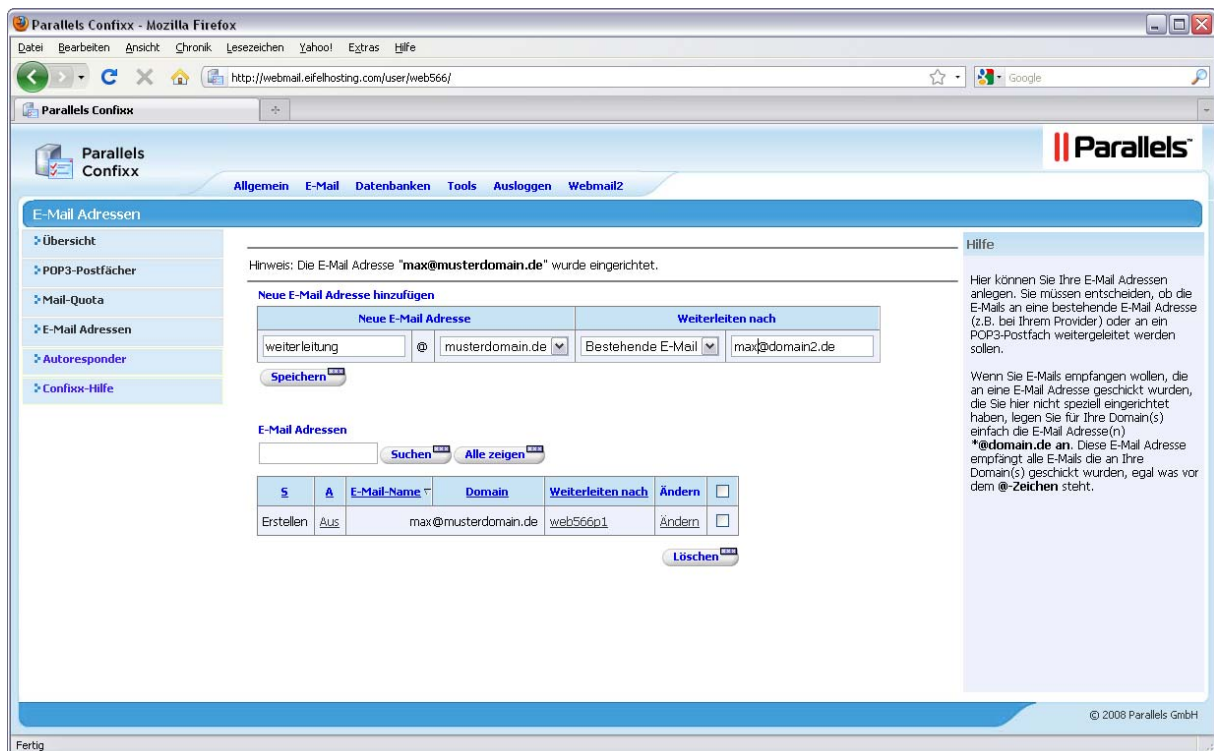 Parallels Confixx - Mozilla Firefox
Datei Bearbeiten Ansicht Chronik Lesezeichen Yahoo! Extras Hilfe
http://webmail.eifelhosting.com/user/web566/
Google
Parallels Confixx
Parallels
Confixx
Parallels™
Allgemein E-Mail Datenbanken Tools Ausloggen Webmail2
E-Mail Adressen
Übersicht
POP3-Postfächer
Mail-Quota
E-Mail Adressen
Autoresponder
Confixx-Hilfe
Hinweis: Die E-Mail Adresse "max@musterdomain.de" wurde eingerichtet.
Neue E-Mail Adresse hinzufügen
Neue E-Mail Adresse Weiterleiten nach
weiterleitung @ musterdomain.de Bestehende E-Mail max@domain2.de
Speichern
E-Mail Adressen
Suchen Alle zeigen
S A E-Mail-Name Domain Weiterleiten nach Ändern
Erstellen Aus max@musterdomain.de web566p1 Ändern
Löschen
Hilfe
Hier können Sie Ihre E-Mail Adressen
anlegen. Sie müssen entscheiden, ob die
E-Mails an eine bestehende E-Mail Adresse
(z.B. bei Ihrem Provider) oder an ein
POP3-Postfach weitergeleitet werden
sollen.
Wenn Sie E-Mails empfangen wollen, die
an eine E-Mail Adresse geschickt wurden,
die Sie hier nicht speziell eingerichtet
haben, legen Sie für Ihre Domain(s)
einfach die E-Mail Adresse(n)
*@domain.de an. Diese E-Mail Adresse
empfängt alle E-Mails die an Ihre
Domain(s) geschickt wurden, egal was vor
dem @-Zeichen steht.
© 2008 Parallels GmbH
Fertig